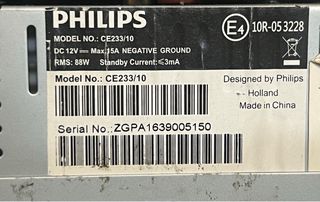 PHILIPS
MODEL NO.: CE233/10
DC 12V ⎓ Max.15A NEGATIVE GROUND
RMS: 88W Standby Current:≤3mA
E4 10R-053228
Model No.: CE233/10
Designed by Philips
- Holland
Made in China
Serial No.:ZGPA1639005150